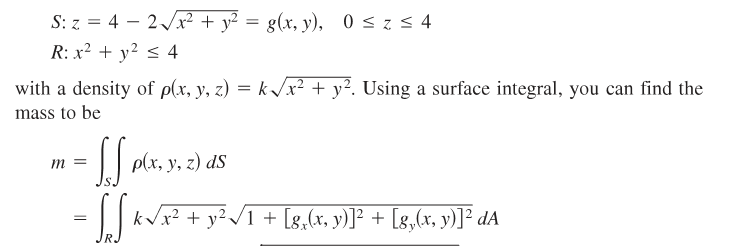 S: z = 4 − 2√(x² + y²) = g(x, y), 0 ≤ z ≤ 4
R: x² + y² ≤ 4
with a density of ρ(x, y, z) = k√(x² + y²). Using a surface integral, you can find the
mass to be
m = ∫∫_S ρ(x, y, z) dS
= ∫∫_R k√(x² + y²)√(1 + [gₓ(x, y)]² + [g_y(x, y)]²) dA